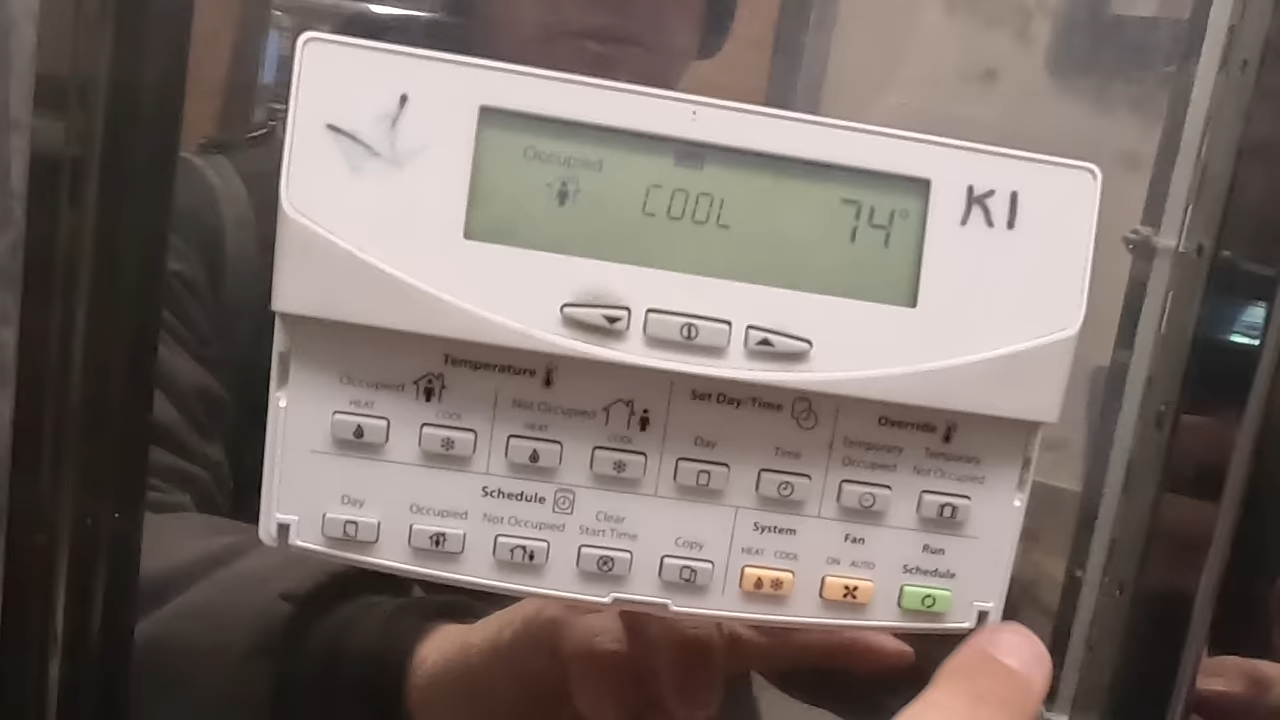 Occupied
COOL 74°
K1
Temperature
Occupied
HEAT COOL
Not Occupied
HEAT COOL
Set Day/Time
Day Time
Override
Temporary Occupied
Temporary Not Occupied
Schedule
Day
Occupied
Not Occupied
Clear
Start Time
Copy
System
HEAT COOL
Fan
ON AUTO
Run
Schedule